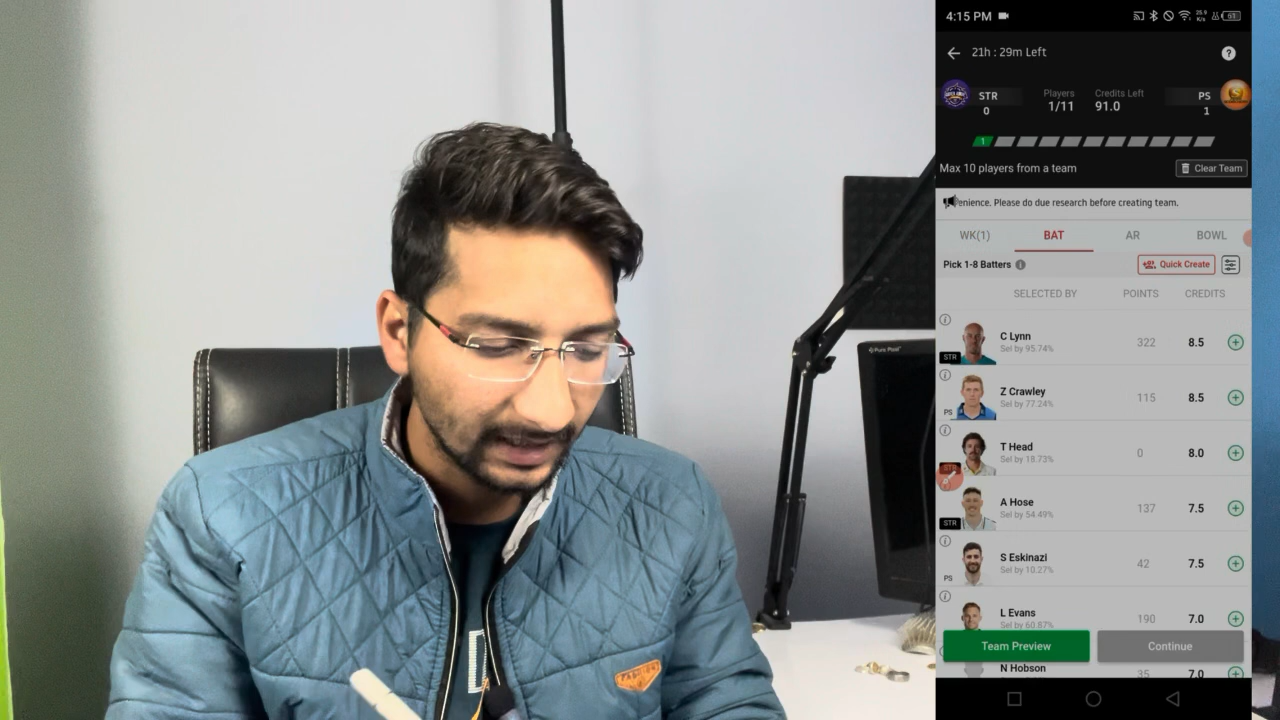 4:15 PM
21h : 29m Left
STR
0
Players
1/11
Credits Left
91.0
PS
1
1
Max 10 players from a team
Clear Team
enience. Please do due research before creating team.
WK(1)
BAT
AR
BOWL
Pick 1-8 Batters
Quick Create
SELECTED BY
POINTS
CREDITS
C Lynn
Sel by 95.74%
STR
322
8.5
Z Crawley
Sel by 77.24%
PS
115
8.5
T Head
Sel by 18.73%
STR
0
8.0
A Hose
Sel by 54.49%
STR
137
7.5
S Eskinazi
Sel by 10.27%
PS
42
7.5
L Evans
Sel by 60.87%
190
7.0
Team Preview
Continue
N Hobson
35
7.0